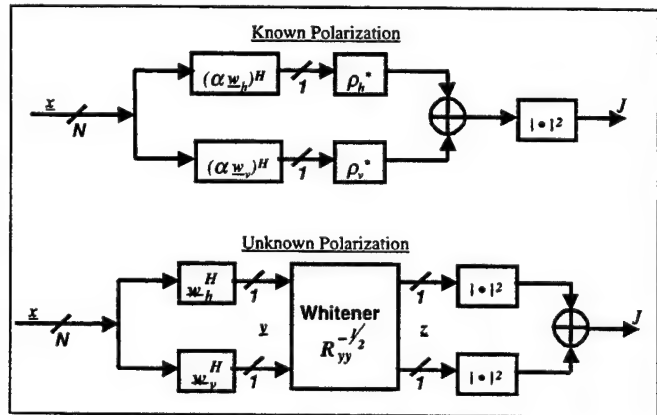 Known Polarization
(α w_h)^H 1 ρ_h^*
x N | • |² J
(α w_v)^H 1 ρ_v^*
Unknown Polarization
w_h^H 1 Whitener 1 | • |²
x N y R_yy^{-1/2} z J
w_v^H 1 1 | • |²